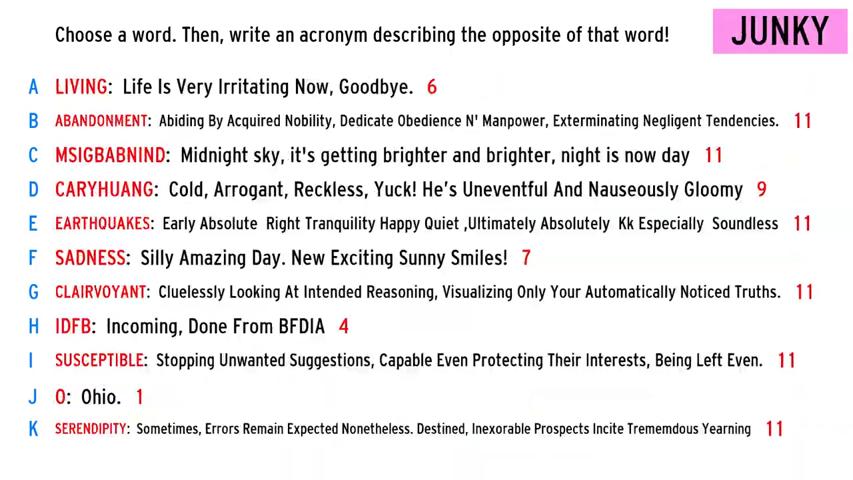 Choose a word. Then, write an acronym describing the opposite of that word!
JUNKY
A LIVING: Life Is Very Irritating Now, Goodbye. 6
B ABANDONMENT: Abiding By Acquired Nobility, Dedicate Obedience N' Manpower, Exterminating Negligent Tendencies. 11
C MSIGBABNIND: Midnight sky, it's getting brighter and brighter, night is now day 11
D CARYHUANG: Cold, Arrogant, Reckless, Yuck! He's Uneventful And Nauseously Gloomy 9
E EARTHQUAKES: Early Absolute Right Tranquility Happy Quiet ,Ultimately Absolutely Kk Especially Soundless 11
F SADNESS: Silly Amazing Day. New Exciting Sunny Smiles! 7
G CLAIRVOYANT: Cluelessly Looking At Intended Reasoning, Visualizing Only Your Automatically Noticed Truths. 11
H IDFB: Incoming, Done From BFDIA 4
I SUSCEPTIBLE: Stopping Unwanted Suggestions, Capable Even Protecting Their Interests, Being Left Even. 11
J O: Ohio. 1
K SERENDIPITY: Sometimes, Errors Remain Expected Nonetheless. Destined, Inexorable Prospects Incite Trememdous Yearning 11